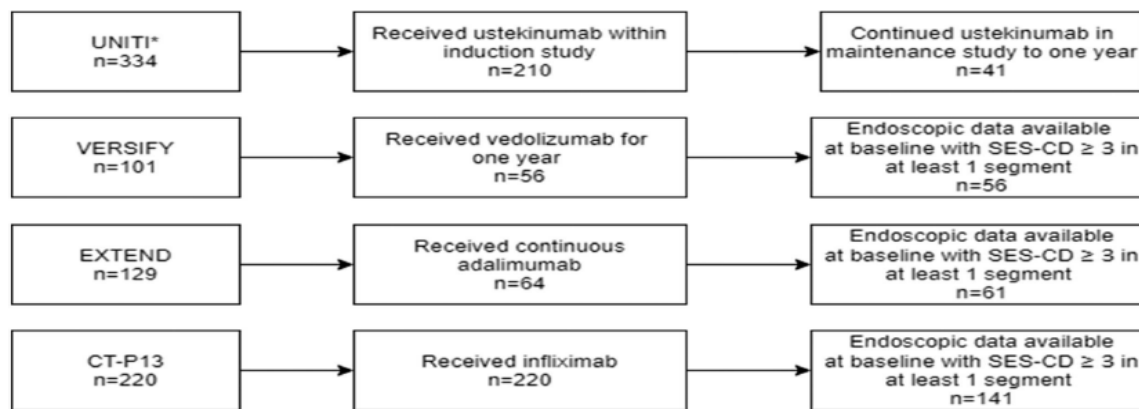 UNITI*
n=334
Received ustekinumab within
induction study
n=210
Continued ustekinumab in
maintenance study to one year
n=41
VERSIFY
n=101
Received vedolizumab for
one year
n=56
Endoscopic data available
at baseline with SES-CD ≥ 3 in
at least 1 segment
n=56
EXTEND
n=129
Received continuous
adalimumab
n=64
Endoscopic data available
at baseline with SES-CD ≥ 3 in
at least 1 segment
n=61
CT-P13
n=220
Received infliximab
n=220
Endoscopic data available
at baseline with SES-CD ≥ 3 in
at least 1 segment
n=141